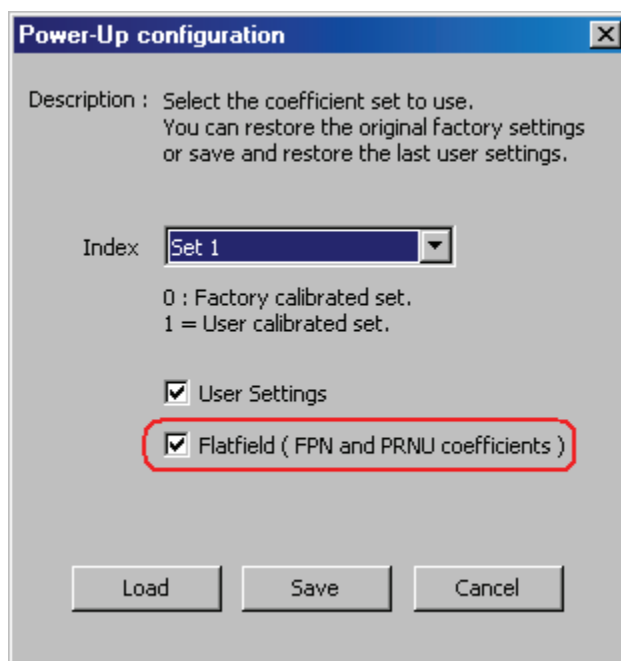 Power-Up configuration
Description : Select the coefficient set to use.
You can restore the original factory settings
or save and restore the last user settings.
Index Set 1
0 : Factory calibrated set.
1 = User calibrated set.
User Settings
Flatfield ( FPN and PRNU coefficients )
Load Save Cancel